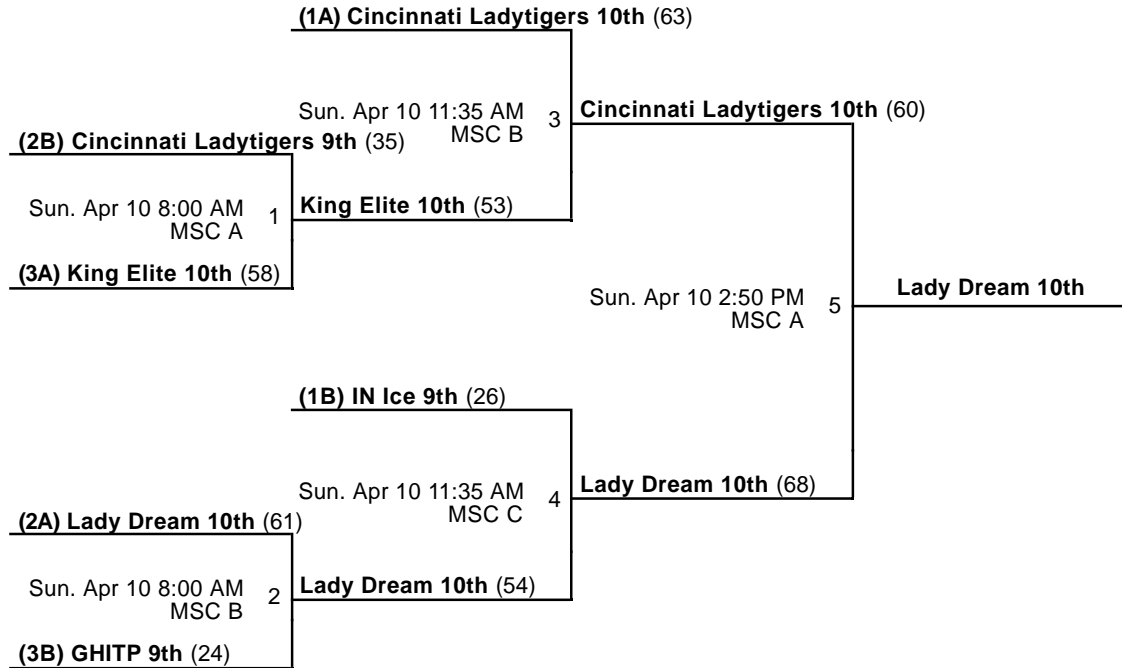 (1A) Cincinnati Ladytigers 10th (63)
Sun. Apr 10 11:35 AM 3
MSC B
Cincinnati Ladytigers 10th (60)
(2B) Cincinnati Ladytigers 9th (35)
Sun. Apr 10 8:00 AM 1
MSC A
King Elite 10th (53)
(3A) King Elite 10th (58)
Sun. Apr 10 2:50 PM 5
MSC A
Lady Dream 10th
(1B) IN Ice 9th (26)
Sun. Apr 10 11:35 AM 4
MSC C
Lady Dream 10th (68)
(2A) Lady Dream 10th (61)
Sun. Apr 10 8:00 AM 2
MSC B
Lady Dream 10th (54)
(3B) GHITP 9th (24)